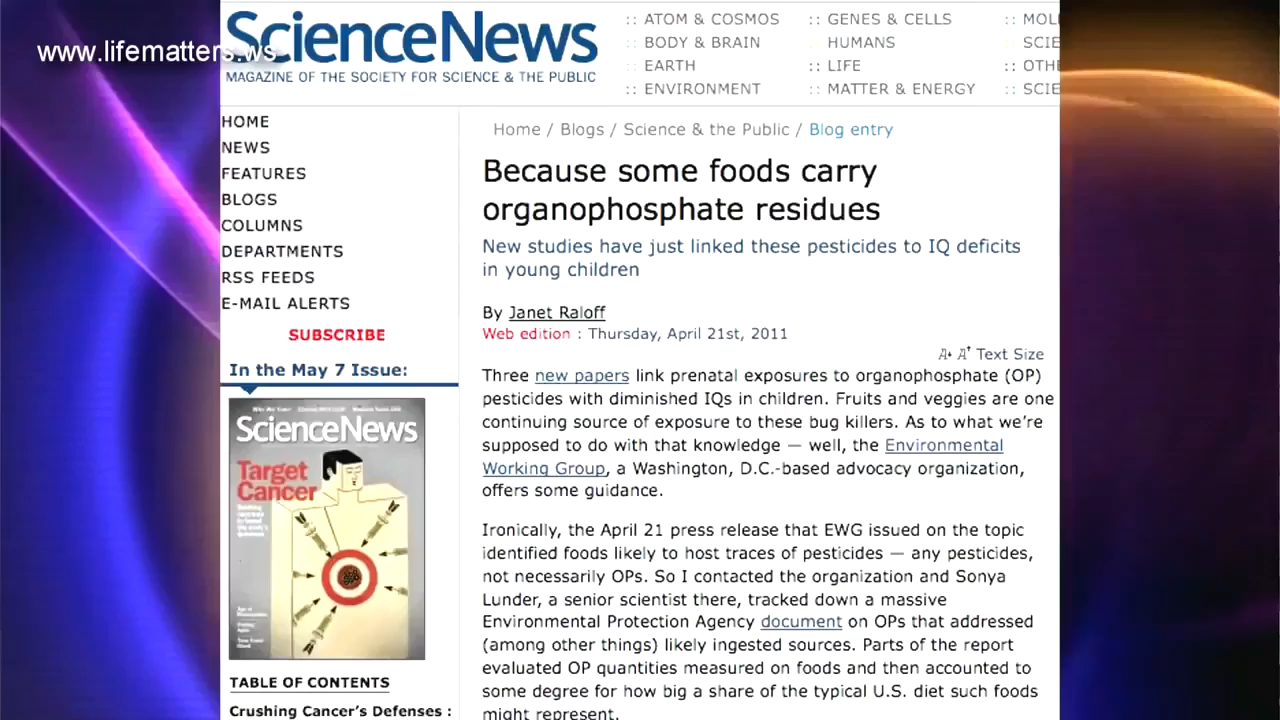 www.lifematters.ws
ScienceNews
MAGAZINE OF THE SOCIETY FOR SCIENCE & THE PUBLIC
:: ATOM & COSMOS
:: BODY & BRAIN
:: EARTH
:: ENVIRONMENT
:: GENES & CELLS
HUMANS
:: LIFE
:: MATTER & ENERGY
:: MOL
:: SCIE
:: OTH
:: SCIE
HOME
NEWS
FEATURES
BLOGS
COLUMNS
DEPARTMENTS
RSS FEEDS
E-MAIL ALERTS
SUBSCRIBE
In the May 7 Issue:
ScienceNews
Target
Cancer
TABLE OF CONTENTS
Crushing Cancer's Defenses :
Home / Blogs / Science & the Public / Blog entry
Because some foods carry
organophosphate residues
New studies have just linked these pesticides to IQ deficits
in young children
By Janet Raloff
Web edition : Thursday, April 21st, 2011
Text Size
Three new papers link prenatal exposures to organophosphate (OP)
pesticides with diminished IQs in children. Fruits and veggies are one
continuing source of exposure to these bug killers. As to what we're
supposed to do with that knowledge — well, the Environmental
Working Group, a Washington, D.C.-based advocacy organization,
offers some guidance.
Ironically, the April 21 press release that EWG issued on the topic
identified foods likely to host traces of pesticides — any pesticides,
not necessarily OPs. So I contacted the organization and Sonya
Lunder, a senior scientist there, tracked down a massive
Environmental Protection Agency document on OPs that addressed
(among other things) likely ingested sources. Parts of the report
evaluated OP quantities measured on foods and then accounted to
some degree for how big a share of the typical U.S. diet such foods
might represent.